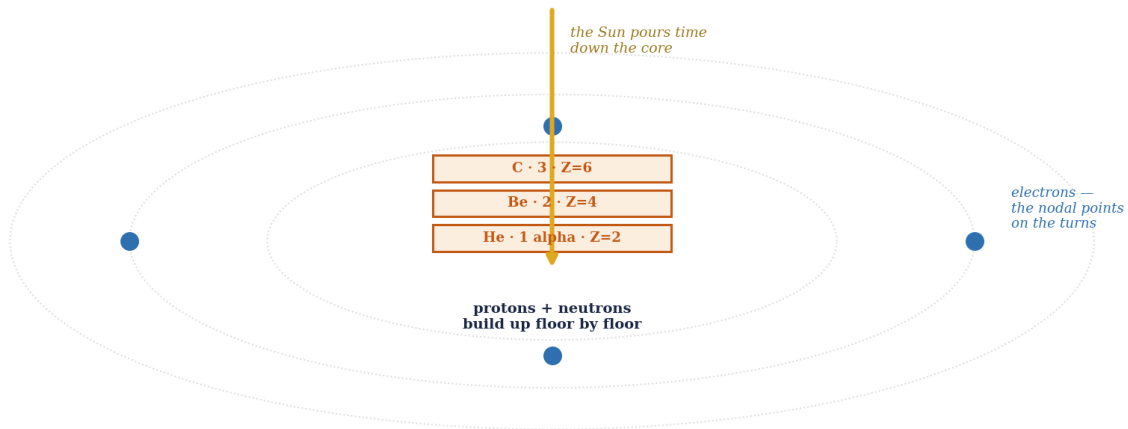 the Sun pours time
down the core
C · 3 · Z=6
Be · 2 · Z=4
He · 1 alpha · Z=2
electrons —
the nodal points
on the turns
protons + neutrons
build up floor by floor